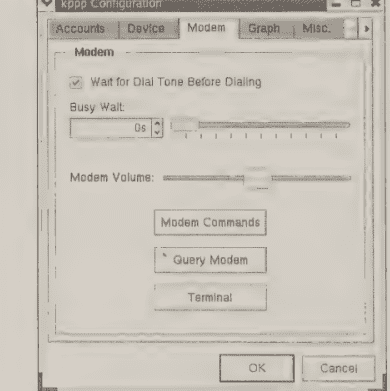 kppp Configuration
Accounts Device Modem Graph Misc.
Modem
Wait for Dial Tone Before Dialing
Busy Wait:
0s
Modem Volume:
Modem Commands
Query Modem
Terminal
OK Cancel